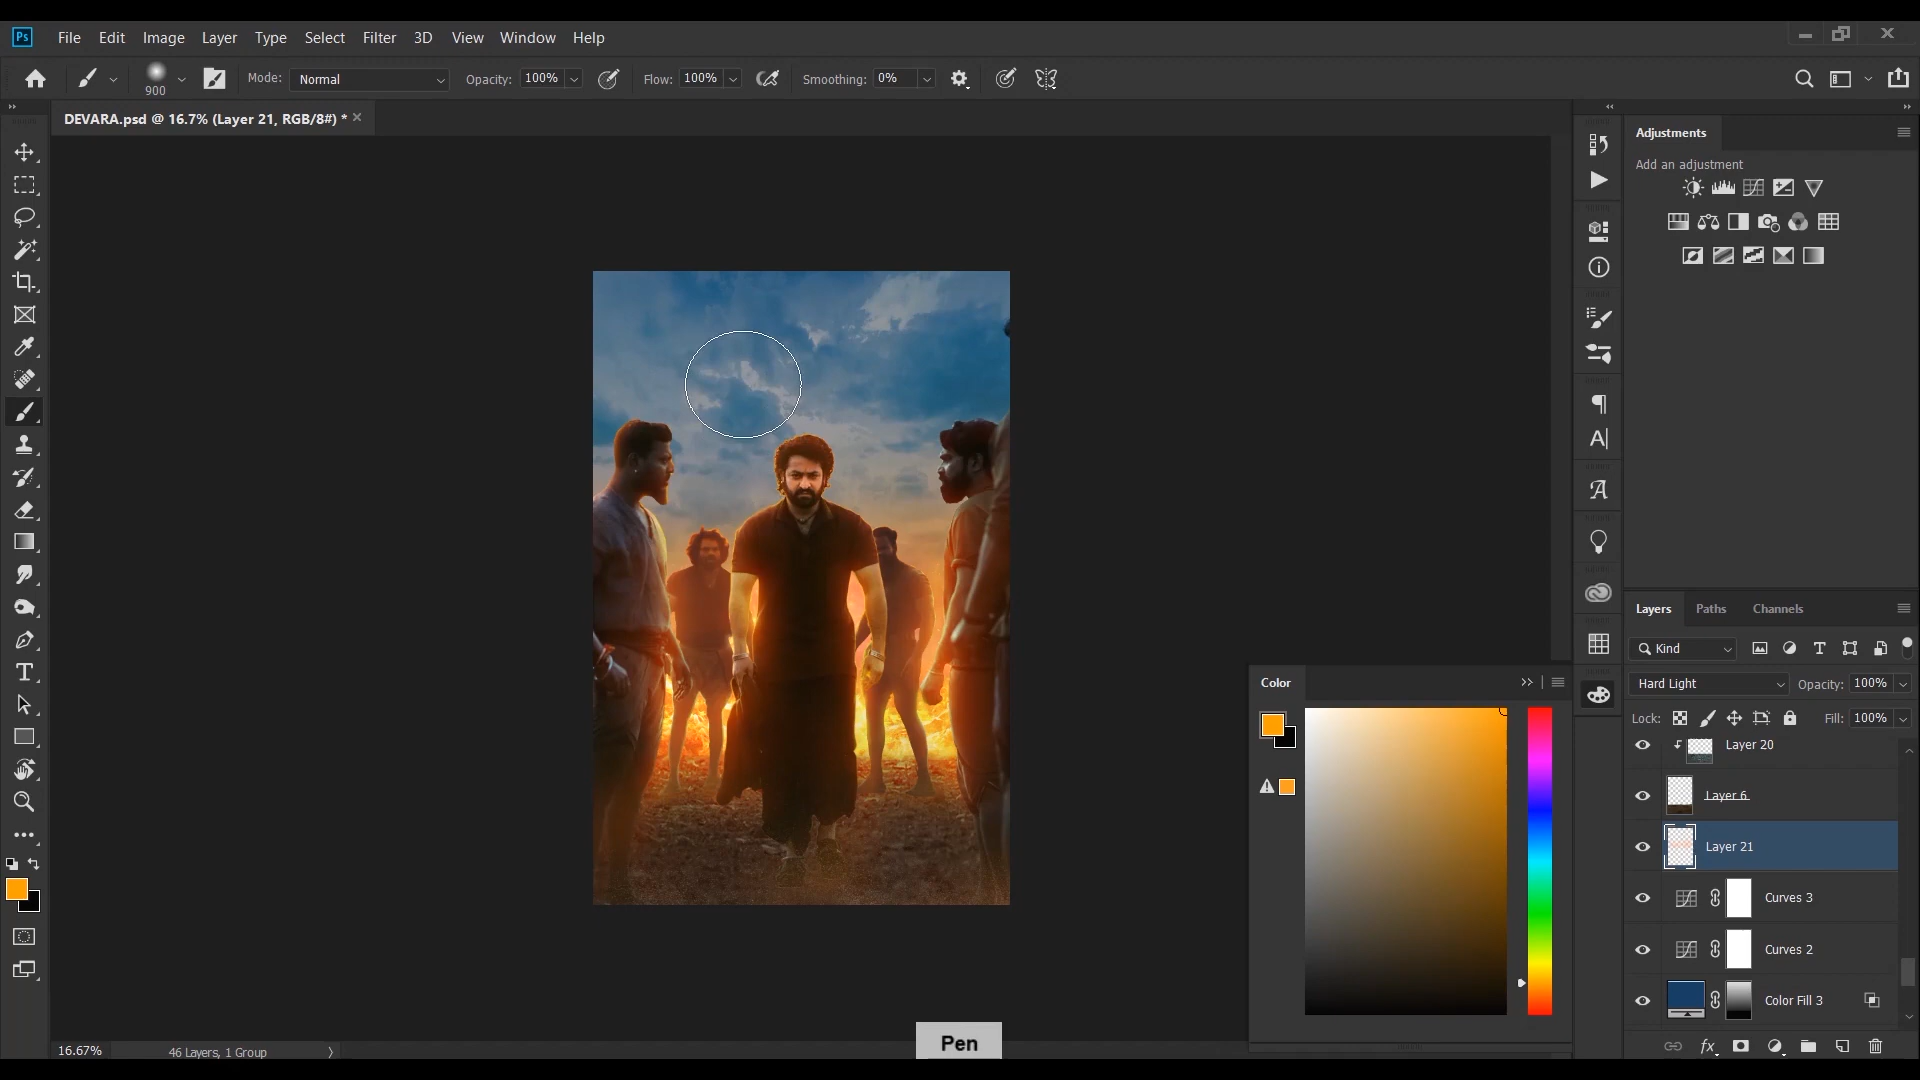 Ps File Edit Image Layer Type Select Filter 3D View Window Help
900 Mode: Normal Opacity: 100% Flow: 100% Smoothing: 0%
DEVARA.psd @ 16.7% (Layer 21, RGB/8#) *
Adjustments
Add an adjustment
Layers Paths Channels
Kind
Hard Light Opacity: 100%
Lock: Fill: 100%
Layer 20
Layer 6
Layer 21
Curves 3
Curves 2
Color Fill 3
Color
16.67% 46 Layers, 1 Group
Pen